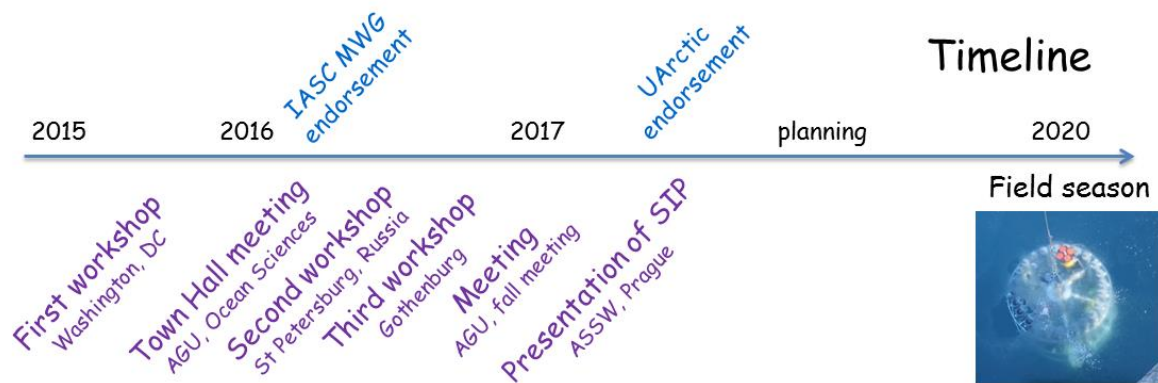 Timeline
IASC MWG
endorsement
UArctic
endorsement
2015
2016
2017
planning
2020
First workshop
Washington, DC
Town Hall meeting
AGU, Ocean Sciences
Second workshop
St Petersburg, Russia
Third workshop
Gothenburg
Meeting
AGU, fall meeting
Presentation of SIP
ASSW, Prague
Field season